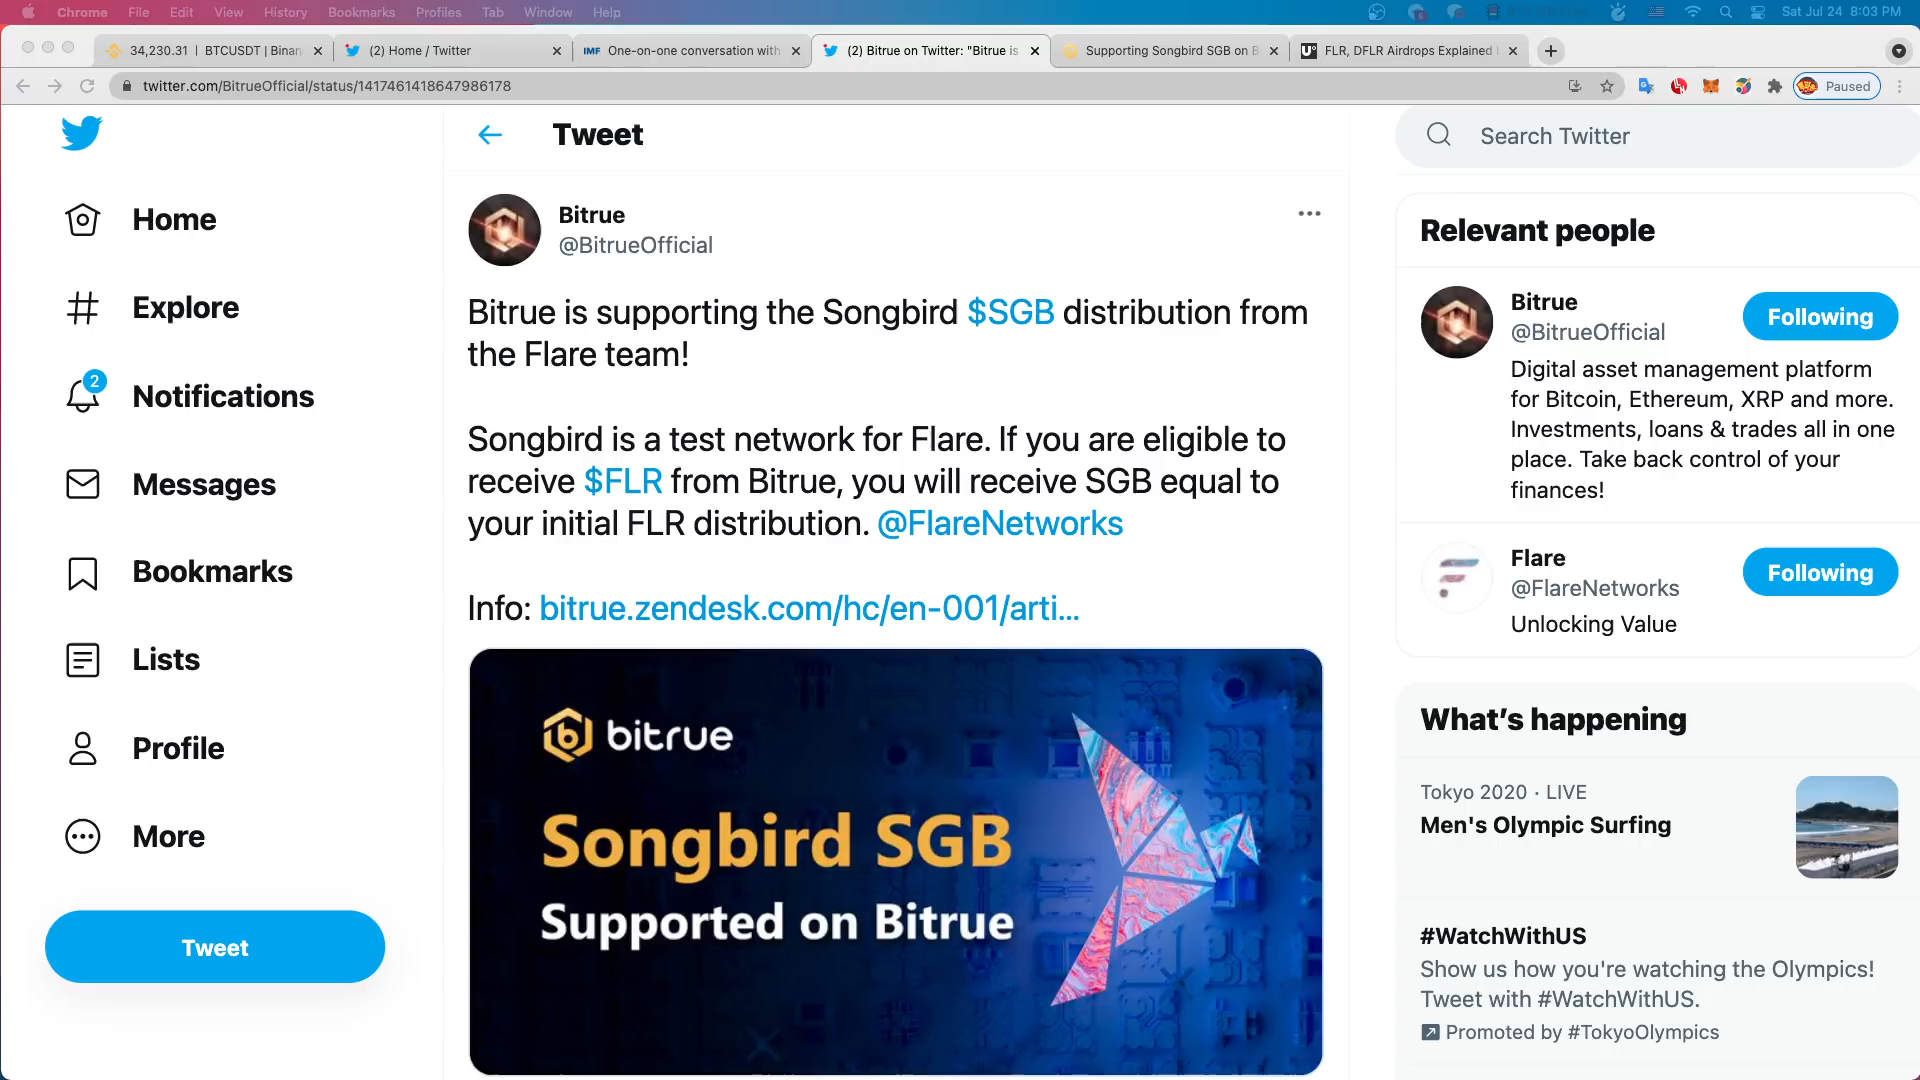 Chrome File Edit View History Bookmarks Profiles Tab Window Help Sat Jul 24 8:03 PM
34,230.31 | BTCUSDT | Binan
(2) Home / Twitter
IMF One-on-one conversation with
(2) Bitrue on Twitter: "Bitrue is
Supporting Songbird SGB on B
FLR, DFLR Airdrops Explained
twitter.com/BitrueOfficial/status/1417461418647986178
Paused
Home
Explore
2
Notifications
Messages
Bookmarks
Lists
Profile
More
Tweet
Tweet
Bitrue
@BitrueOfficial
Bitrue is supporting the Songbird $SGB distribution from
the Flare team!
Songbird is a test network for Flare. If you are eligible to
receive $FLR from Bitrue, you will receive SGB equal to
your initial FLR distribution. @FlareNetworks
Info: bitrue.zendesk.com/hc/en-001/arti...
bitrue
Songbird SGB
Supported on Bitrue
Search Twitter
Relevant people
Bitrue
@BitrueOfficial
Following
Digital asset management platform
for Bitcoin, Ethereum, XRP and more.
Investments, loans & trades all in one
place. Take back control of your
finances!
Flare
@FlareNetworks
Following
Unlocking Value
What's happening
Tokyo 2020 · LIVE
Men's Olympic Surfing
#WatchWithUS
Show us how you're watching the Olympics!
Tweet with #WatchWithUS.
Promoted by #TokyoOlympics